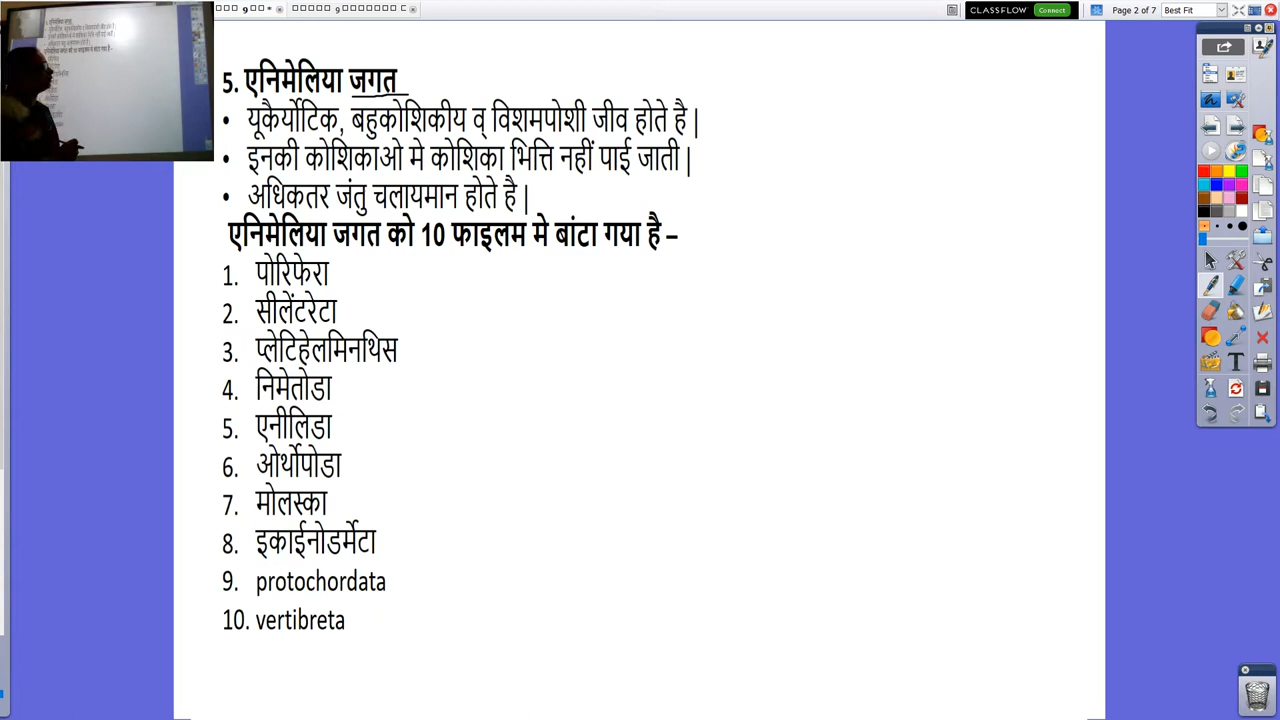 9
9
CLASSFLOW
Connect
Page 2 of 7
Best Fit
5. एनिमेलिया जगत
• यूकैर्योटिक, बहुकोशिकीय व् विशमपोशी जीव होते है |
• इनकी कोशिकाओ मे कोशिका भित्ति नहीं पाई जाती |
• अधिकतर जंतु चलायमान होते है |
एनिमेलिया जगत को 10 फाइलम मे बांटा गया है –
1. पोरिफेरा
2. सीलेंटरेटा
3. प्लेटिहेलमिनथिस
4. निमेतोडा
5. एनीलिडा
6. ओर्थोपोडा
7. मोलस्का
8. इकाईनोडर्मेटा
9. protochordata
10. vertibreta